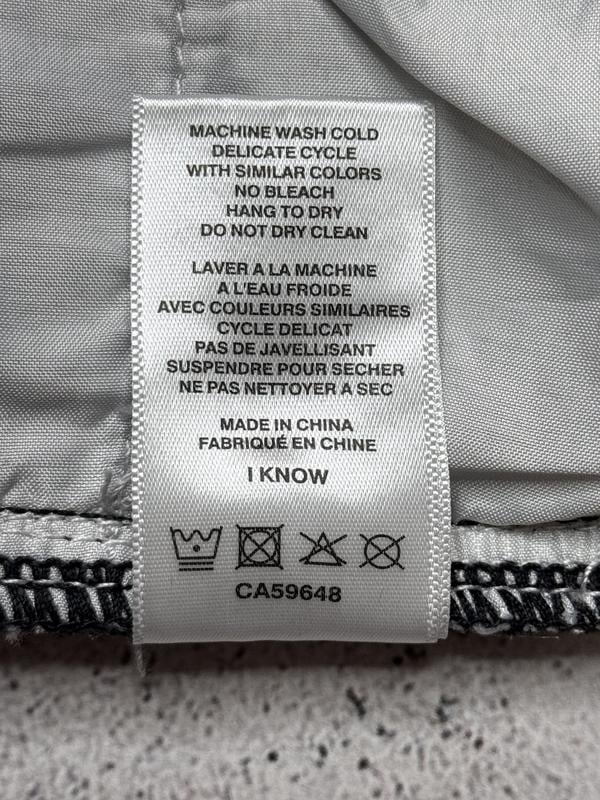 MACHINE WASH COLD
DELICATE CYCLE
WITH SIMILAR COLORS
NO BLEACH
HANG TO DRY
DO NOT DRY CLEAN
LAVER A LA MACHINE
A L'EAU FROIDE
AVEC COULEURS SIMILAIRES
CYCLE DELICAT
PAS DE JAVELLISANT
SUSPENDRE POUR SECHER
NE PAS NETTOYER A SEC
MADE IN CHINA
FABRIQUÉ EN CHINE
I KNOW
CA59648